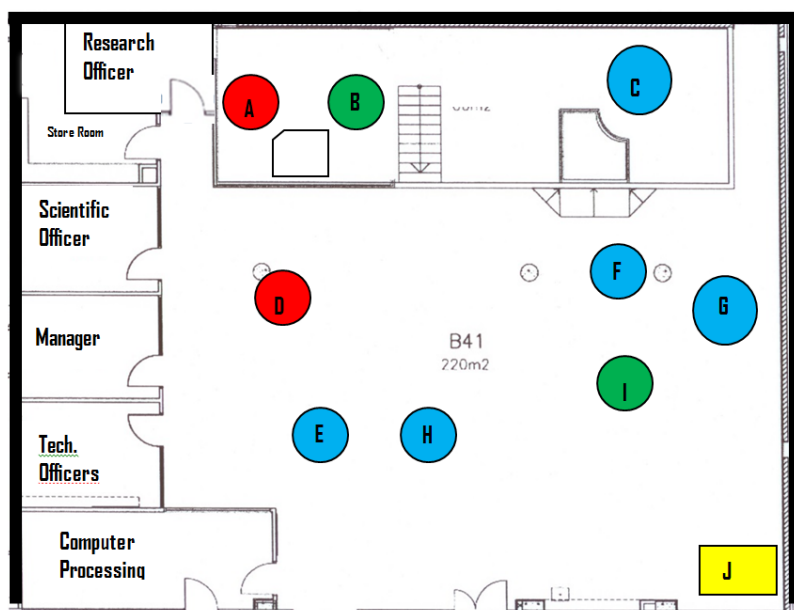 Research
Officer
A
B
C
Store Room
Scientific
Officer
F
D
G
Manager
B41
220m2
I
E
H
Tech.
Officers
Computer
Processing
J